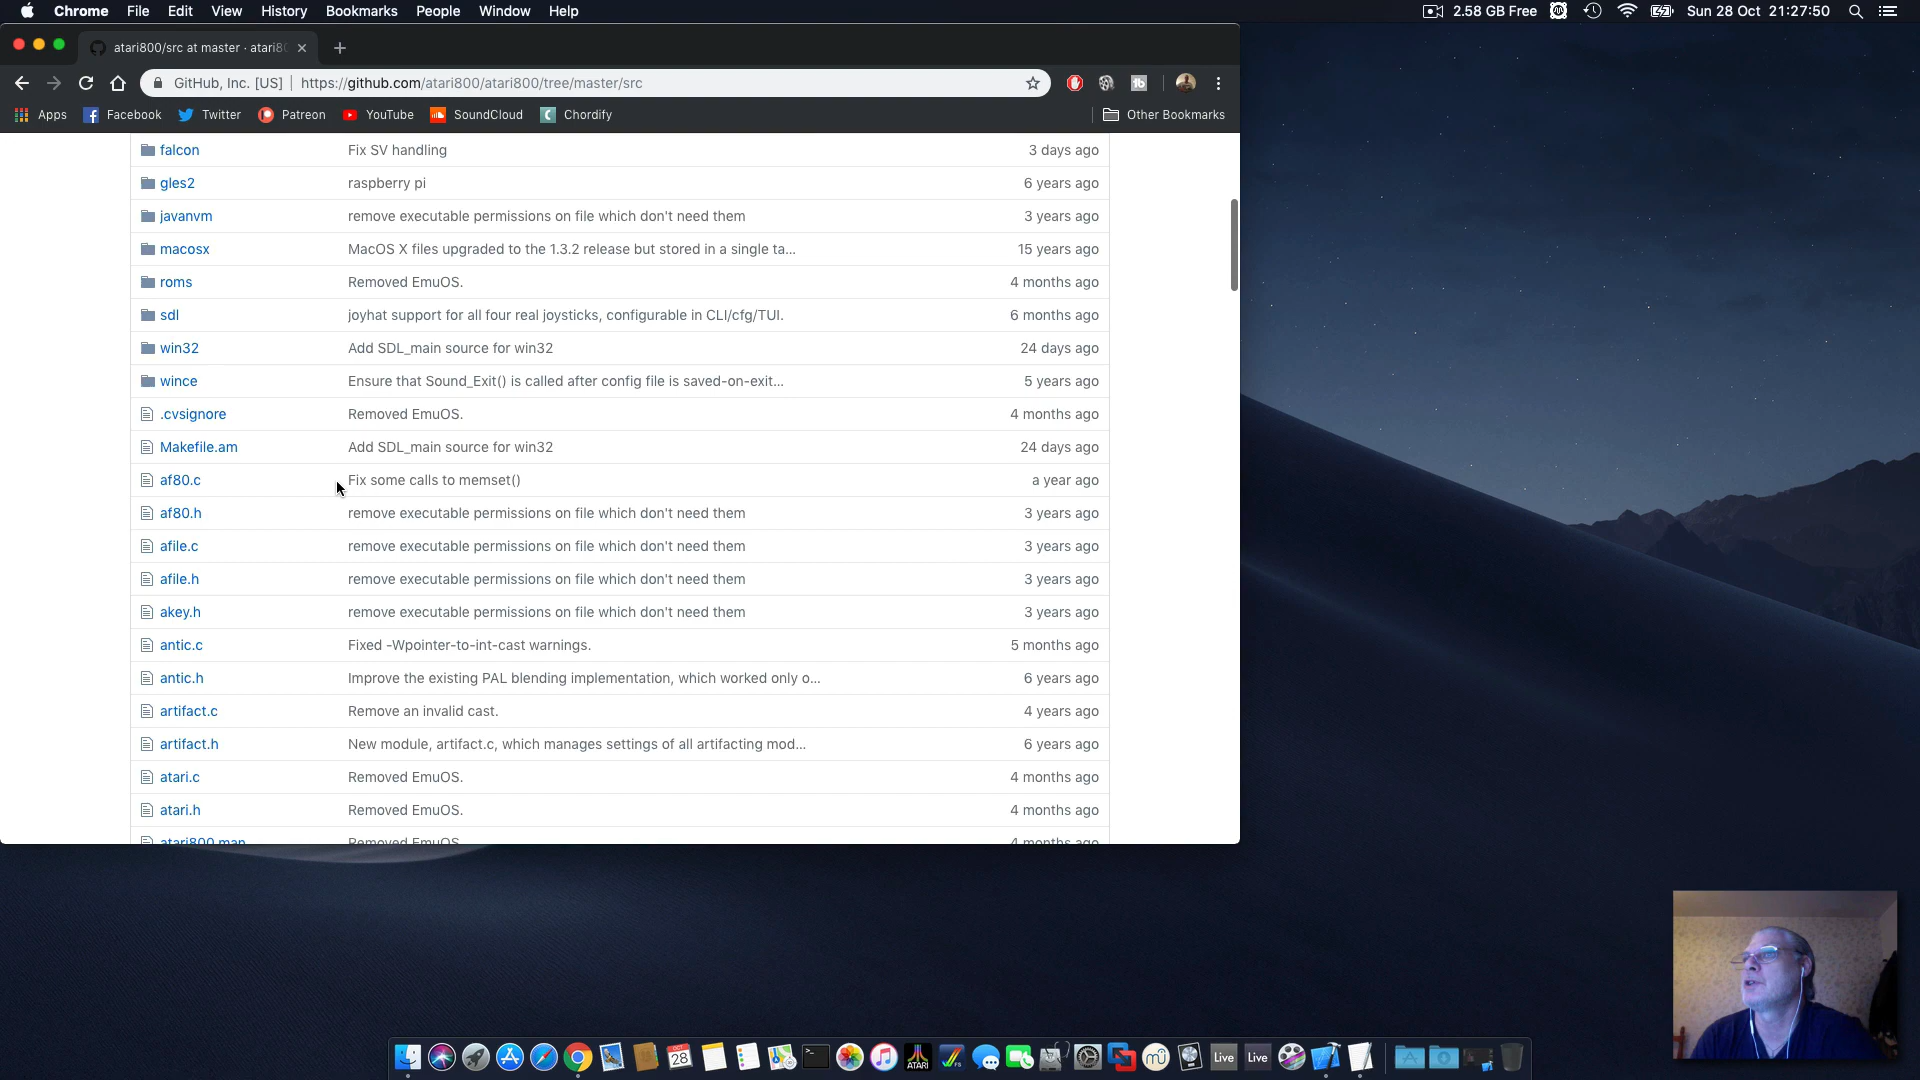 Chrome File Edit View History Bookmarks People Window Help 2.58 GB Free Sun 28 Oct 21:27:50
atari800/src at master · atari80
GitHub, Inc. [US] https://github.com/atari800/atari800/tree/master/src
Apps Facebook Twitter Patreon YouTube SoundCloud Chordify Other Bookmarks
falcon Fix SV handling 3 days ago
gles2 raspberry pi 6 years ago
javanvm remove executable permissions on file which don't need them 3 years ago
macosx MacOS X files upgraded to the 1.3.2 release but stored in a single ta... 15 years ago
roms Removed EmuOS. 4 months ago
sdl joyhat support for all four real joysticks, configurable in CLI/cfg/TUI. 6 months ago
win32 Add SDL_main source for win32 24 days ago
wince Ensure that Sound_Exit() is called after config file is saved-on-exit... 5 years ago
.cvsignore Removed EmuOS. 4 months ago
Makefile.am Add SDL_main source for win32 24 days ago
af80.c Fix some calls to memset() a year ago
af80.h remove executable permissions on file which don't need them 3 years ago
afile.c remove executable permissions on file which don't need them 3 years ago
afile.h remove executable permissions on file which don't need them 3 years ago
akey.h remove executable permissions on file which don't need them 3 years ago
antic.c Fixed -Wpointer-to-int-cast warnings. 5 months ago
antic.h Improve the existing PAL blending implementation, which worked only o... 6 years ago
artifact.c Remove an invalid cast. 4 years ago
artifact.h New module, artifact.c, which manages settings of all artifacting mod... 6 years ago
atari.c Removed EmuOS. 4 months ago
atari.h Removed EmuOS. 4 months ago
atari800.man Removed EmuOS. 4 months ago
OCT 28 ATARI Live Live